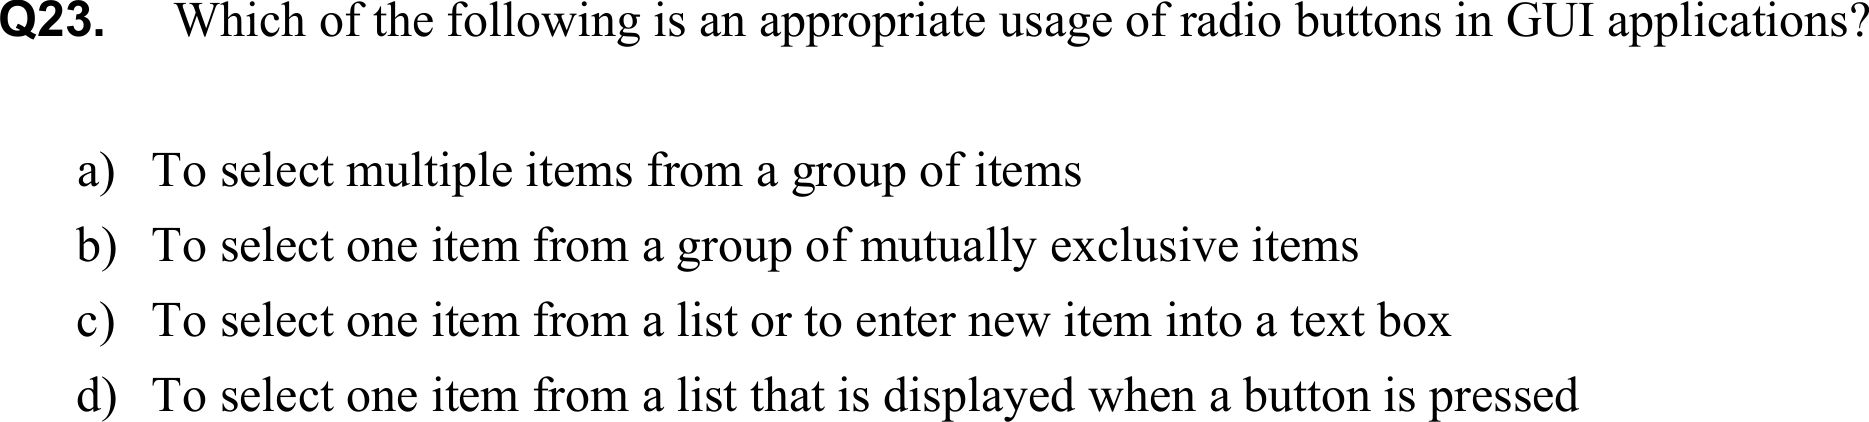 Q23. Which of the following is an appropriate usage of radio buttons in GUI applications?
a) To select multiple items from a group of items
b) To select one item from a group of mutually exclusive items
c) To select one item from a list or to enter new item into a text box
d) To select one item from a list that is displayed when a button is pressed